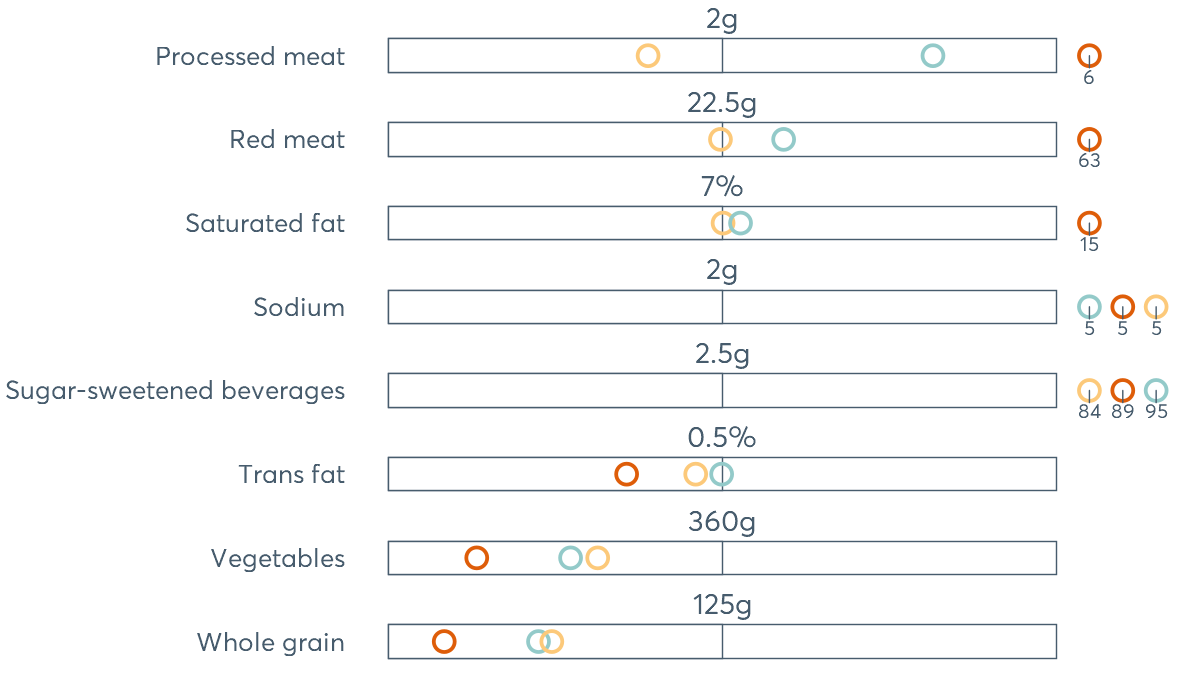 2g
Processed meat
6
22.5g
Red meat
63
7%
Saturated fat
15
2g
Sodium
5 5 5
2.5g
Sugar-sweetened beverages
84 89 95
0.5%
Trans fat
360g
Vegetables
125g
Whole grain